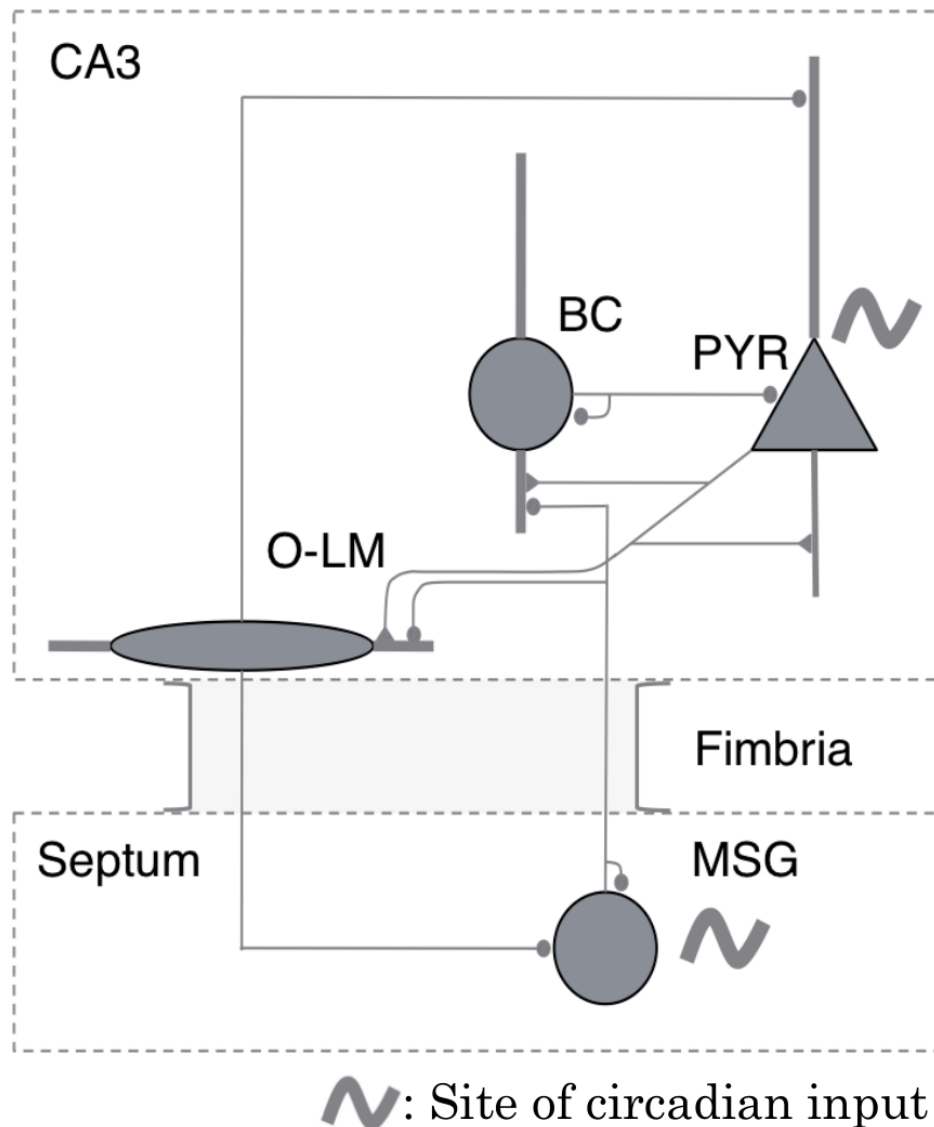 CA3
BC
PYR
O-LM
Fimbria
Septum
MSG
: Site of circadian input